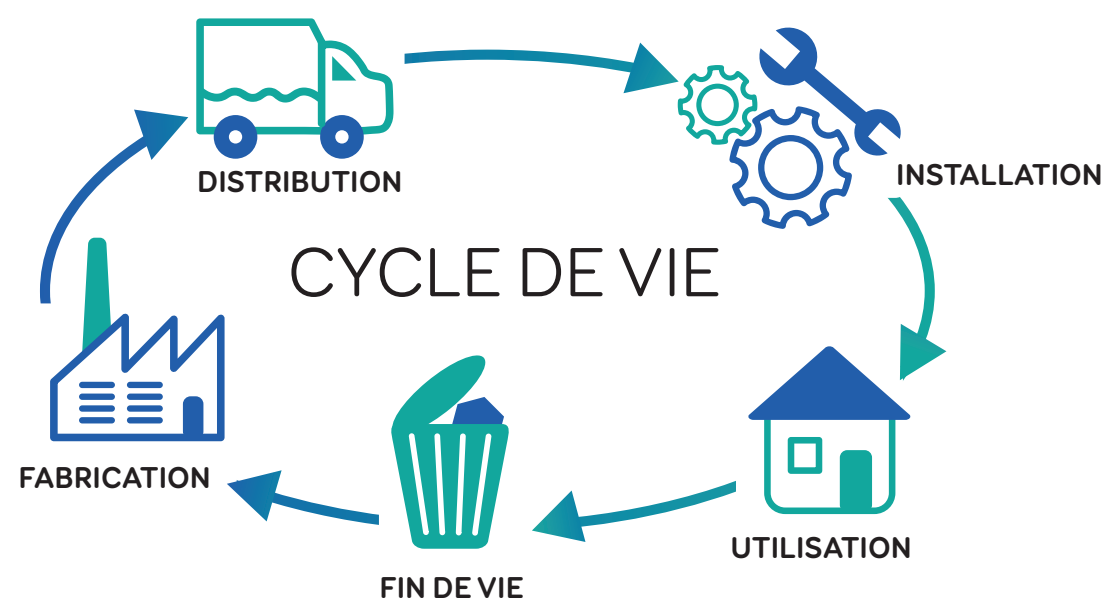 DISTRIBUTION
INSTALLATION
CYCLE DE VIE
FABRICATION
UTILISATION
FIN DE VIE